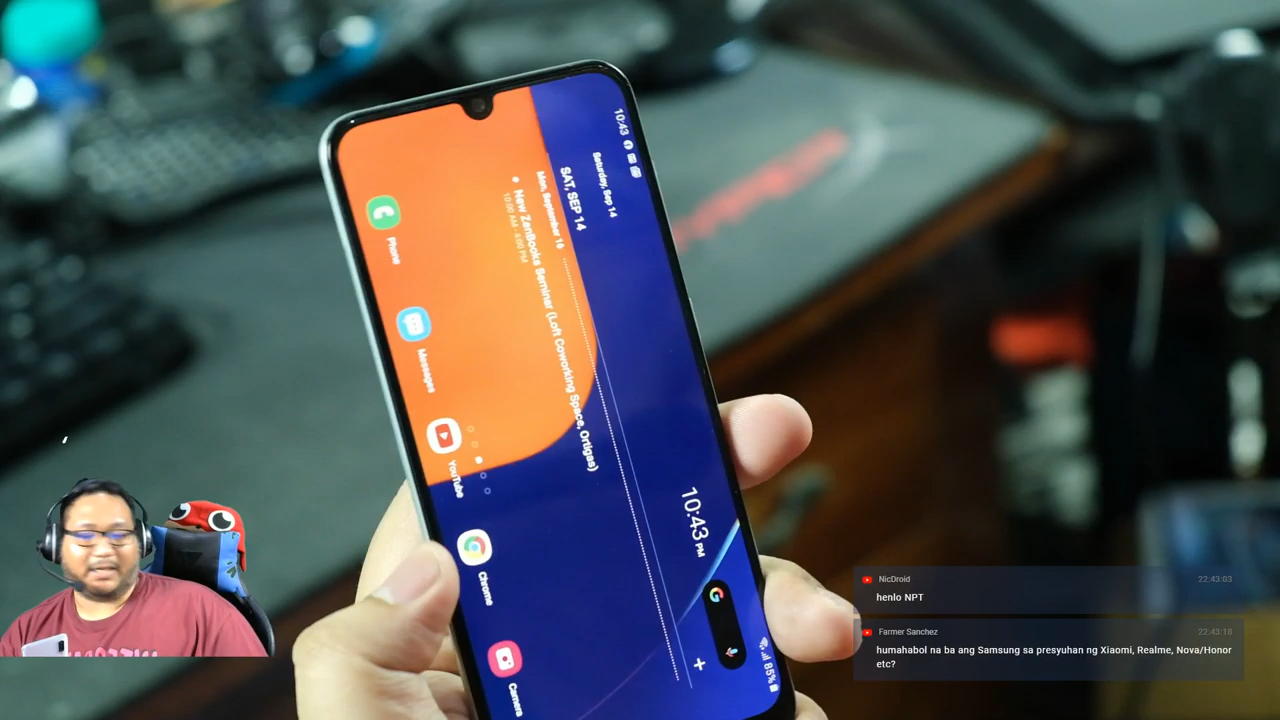 10:43
Saturday, Sep 14
SAT, SEP 14
Mon, September 16
New ZenBooks Seminar (Loft Coworking Space, Ortigas)
10:00 AM - 4:00 PM
10:43 PM
85%
Phone
Messages
YouTube
Chrome
Camera
NicDroid 22:43:03
henlo NPT
Farmer Sanchez 22:43:18
humahabol na ba ang Samsung sa presyuhan ng Xiaomi, Realme, Nova/Honor
etc?